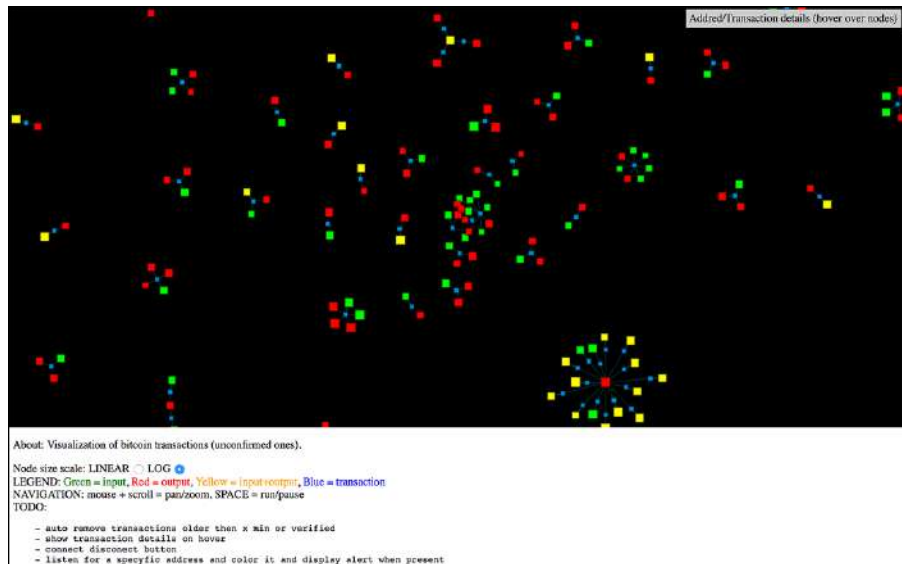 Addred/Transaction details (hover over nodes)
About: Visualization of bitcoin transactions (unconfirmed ones).
Node size scale: LINEAR LOG
LEGEND: Green = input, Red = output, Yellow = input+output, Blue = transaction
NAVIGATION: mouse + scroll = pan/zoom, SPACE = run/pause
TODO:
- auto remove transactions older then x min or verified
- show transaction details on hover
- connect disconect button
- listen for a specyfic address and color it and display alert when present